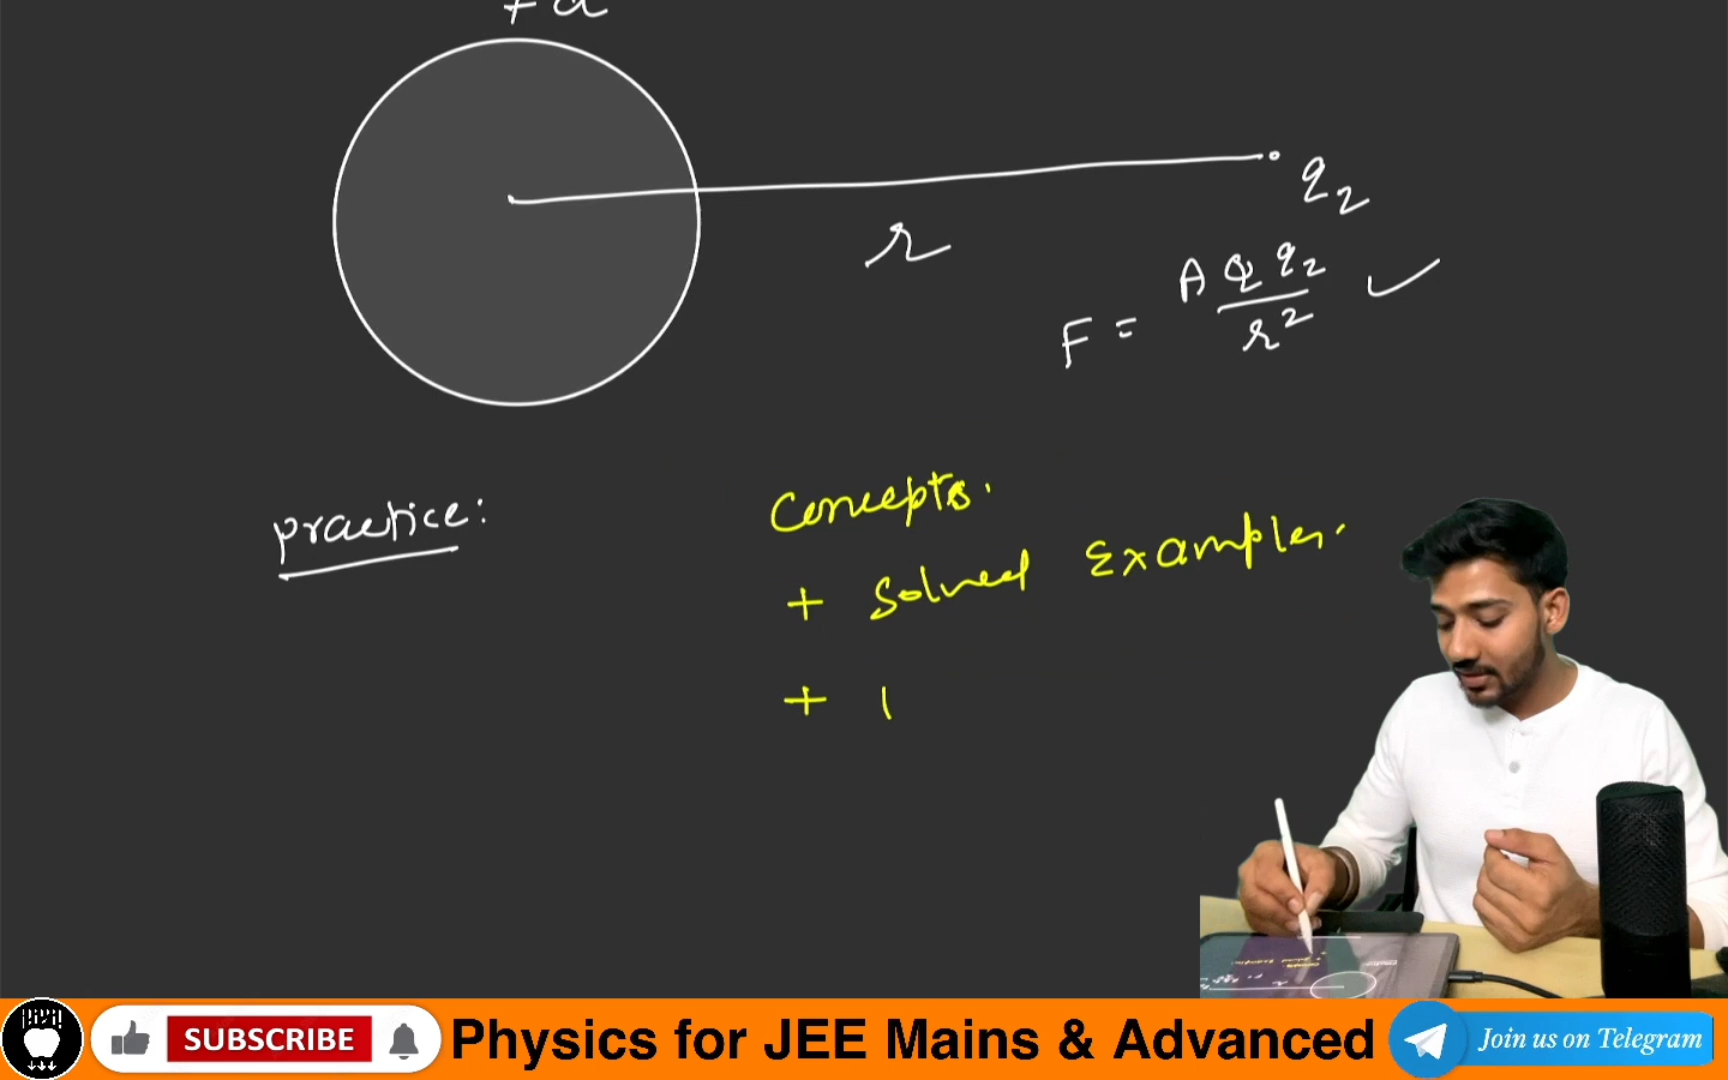 r
q2
F = A Q q2 / r2 ✓
practice:
Concepts.
+ Solved Examples.
+
SUBSCRIBE
Physics for JEE Mains & Advanced
Join us on Telegram